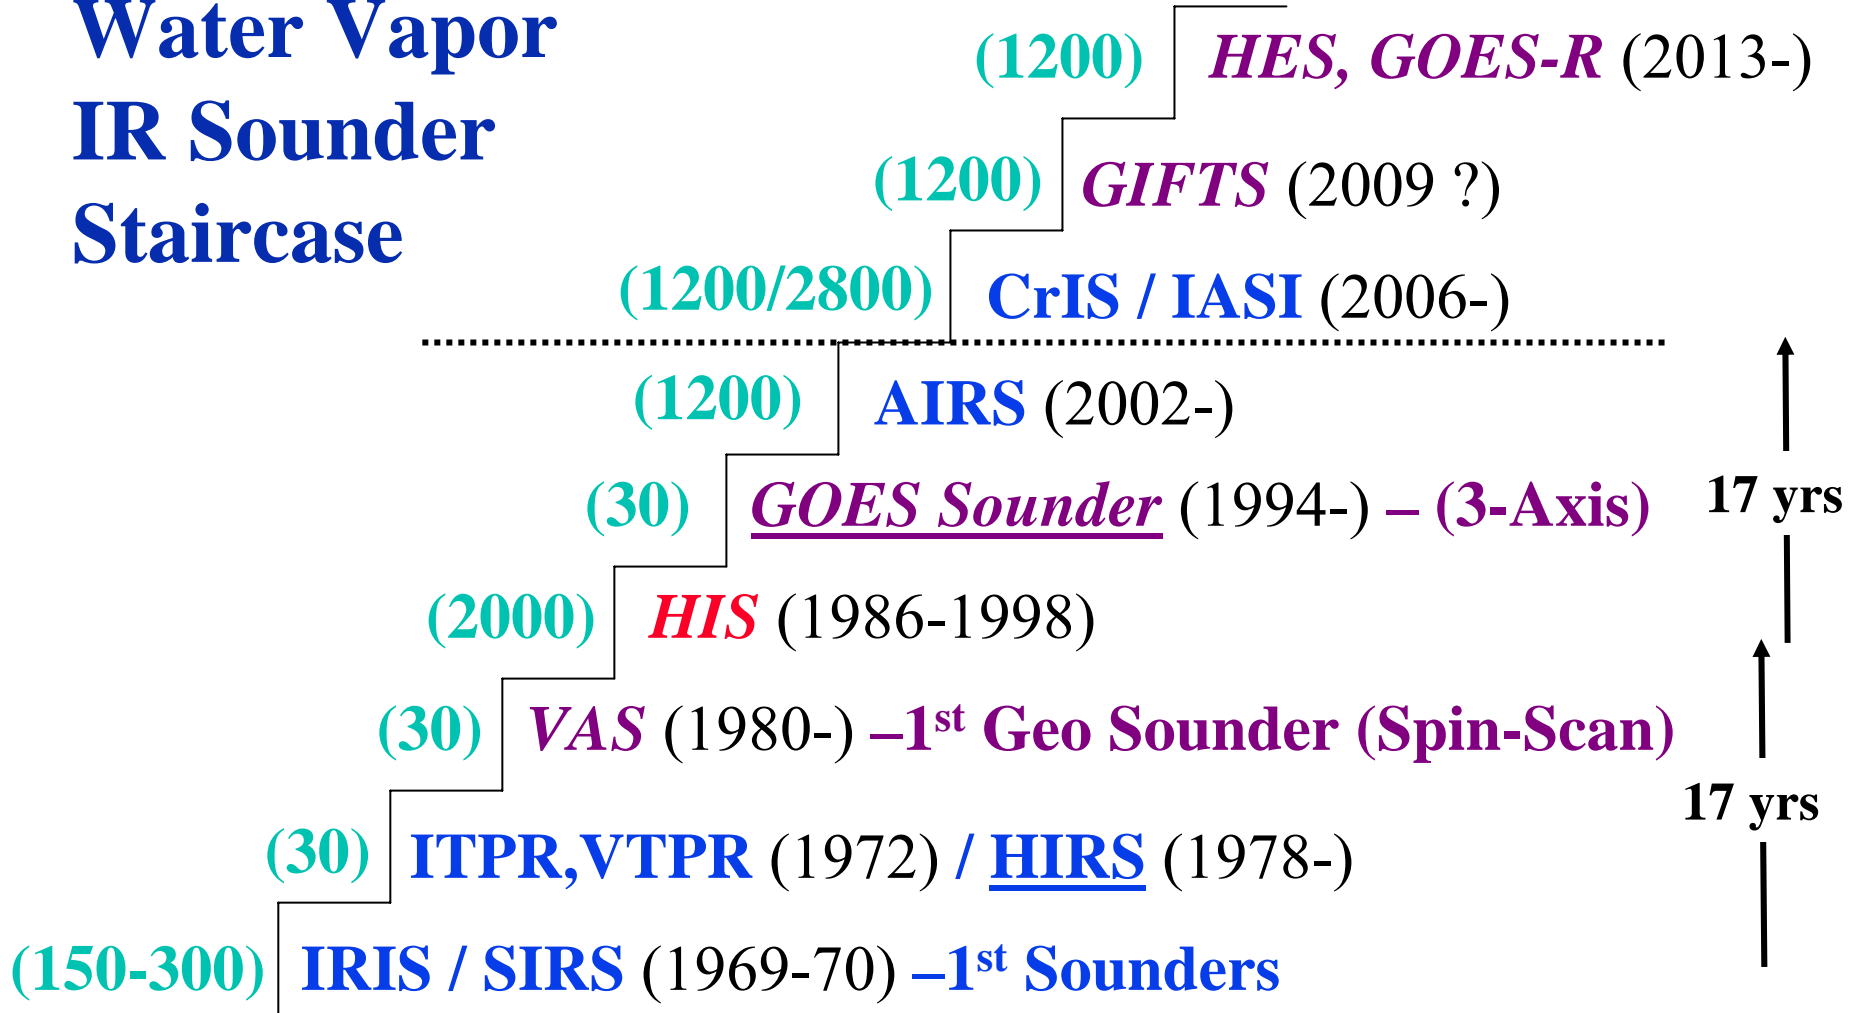 Water Vapor
IR Sounder
Staircase
(1200) HES, GOES-R (2013-)
(1200) GIFTS (2009 ?)
(1200/2800) CrIS / IASI (2006-)
(1200) AIRS (2002-)
(30) GOES Sounder (1994-) – (3-Axis)
17 yrs
(2000) HIS (1986-1998)
(30) VAS (1980-) –1st Geo Sounder (Spin-Scan)
17 yrs
(30) ITPR,VTPR (1972) / HIRS (1978-)
(150-300) IRIS / SIRS (1969-70) –1st Sounders